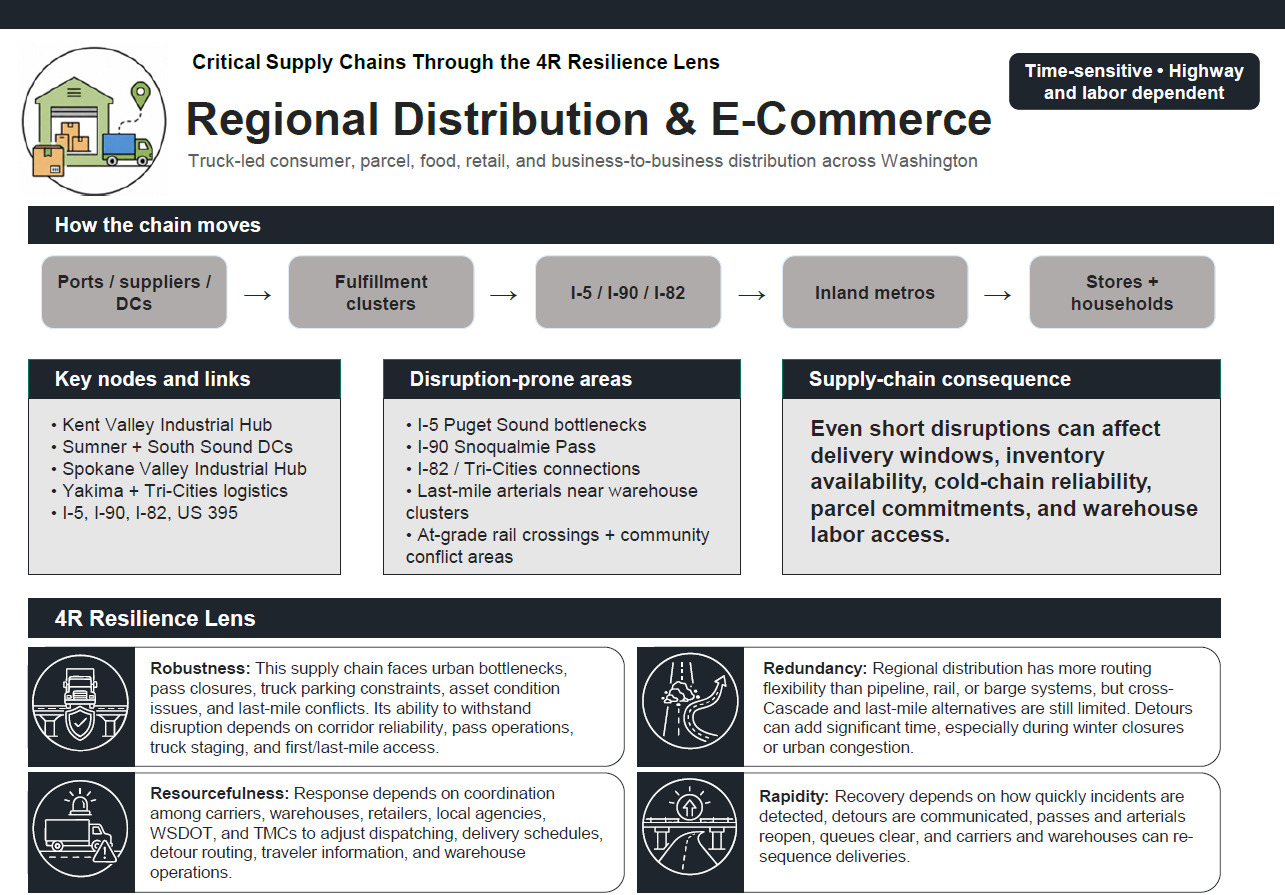 Critical Supply Chains Through the 4R Resilience Lens
Time-sensitive • Highway
and labor dependent
Regional Distribution & E-Commerce
Truck-led consumer, parcel, food, retail, and business-to-business distribution across Washington
How the chain moves
Ports / suppliers /
DCs
→
Fulfillment
clusters
→
I-5 / I-90 / I-82
→
Inland metros
→
Stores +
households
Key nodes and links
• Kent Valley Industrial Hub
• Sumner + South Sound DCs
• Spokane Valley Industrial Hub
• Yakima + Tri-Cities logistics
• I-5, I-90, I-82, US 395
Disruption-prone areas
• I-5 Puget Sound bottlenecks
• I-90 Snoqualmie Pass
• I-82 / Tri-Cities connections
• Last-mile arterials near warehouse
clusters
• At-grade rail crossings + community
conflict areas
Supply-chain consequence
Even short disruptions can affect
delivery windows, inventory
availability, cold-chain reliability,
parcel commitments, and warehouse
labor access.
4R Resilience Lens
Robustness: This supply chain faces urban bottlenecks,
pass closures, truck parking constraints, asset condition
issues, and last-mile conflicts. Its ability to withstand
disruption depends on corridor reliability, pass operations,
truck staging, and first/last-mile access.
Redundancy: Regional distribution has more routing
flexibility than pipeline, rail, or barge systems, but cross-
Cascade and last-mile alternatives are still limited. Detours
can add significant time, especially during winter closures
or urban congestion.
Resourcefulness: Response depends on coordination
among carriers, warehouses, retailers, local agencies,
WSDOT, and TMCs to adjust dispatching, delivery schedules,
detour routing, traveler information, and warehouse
operations.
Rapidity: Recovery depends on how quickly incidents are
detected, detours are communicated, passes and arterials
reopen, queues clear, and carriers and warehouses can re-
sequence deliveries.